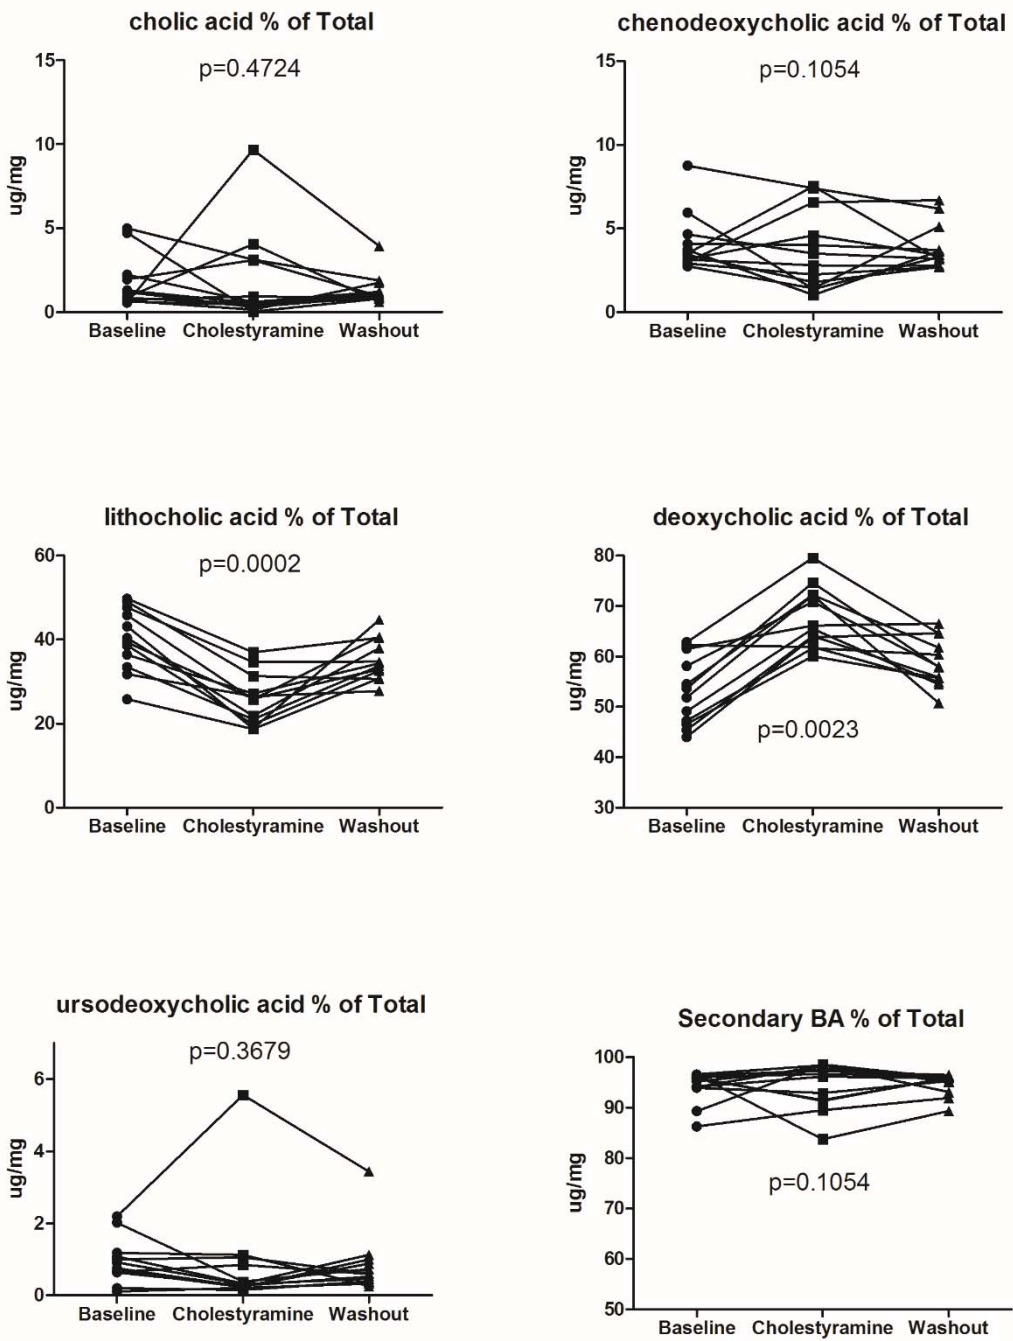 cholic acid % of Total
p=0.4724
15
10
5
0
ug/mg
Baseline Cholestyramine Washout
chenodeoxycholic acid % of Total
p=0.1054
15
10
5
0
ug/mg
Baseline Cholestyramine Washout
lithocholic acid % of Total
p=0.0002
60
40
20
0
ug/mg
Baseline Cholestyramine Washout
deoxycholic acid % of Total
80
70
60
50
40
30
ug/mg
p=0.0023
Baseline Cholestyramine Washout
ursodeoxycholic acid % of Total
p=0.3679
6
4
2
0
ug/mg
Baseline Cholestyramine Washout
Secondary BA % of Total
100
90
80
70
60
50
ug/mg
p=0.1054
Baseline Cholestyramine Washout